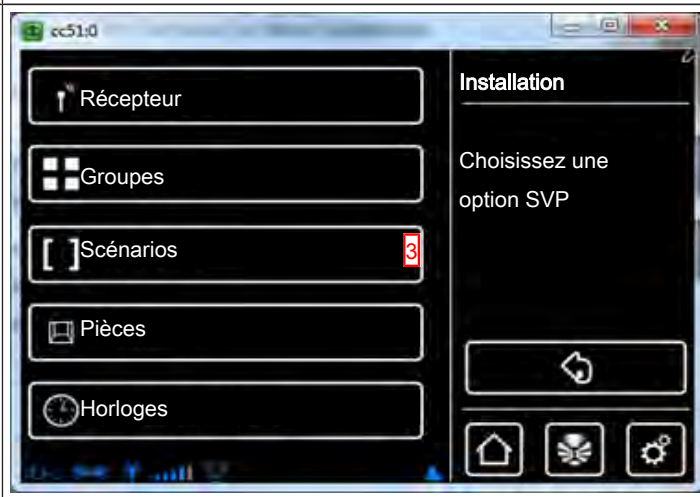 cc51:0
Récepteur
Groupes
Scénarios 3
Pièces
Horloges
Installation
Choisissez une
option SVP